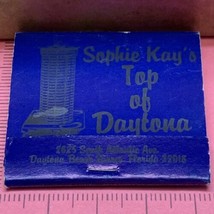 Sophie Kay's
Top
of
Daytona
2625 South Atlantic Ave.
Daytona Beach Shores, Florida 32018